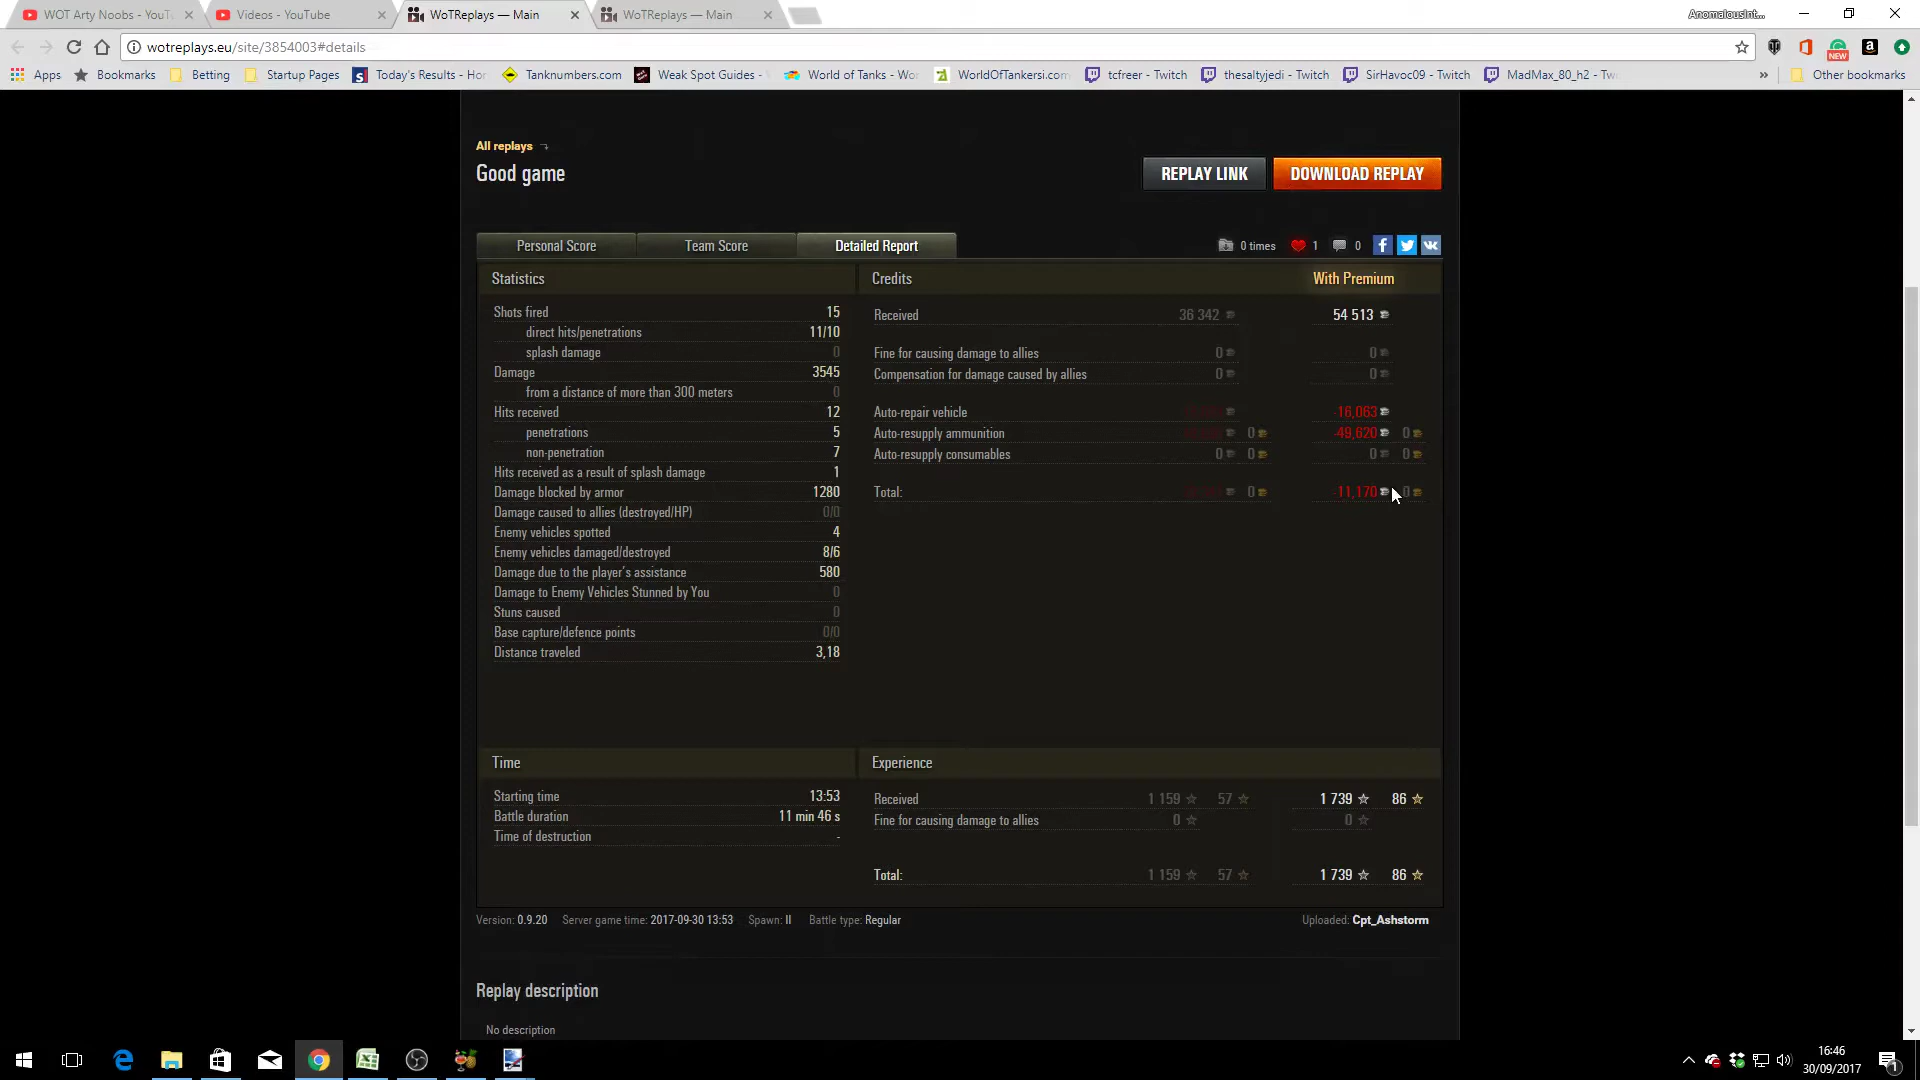 WOT Arty Noobs - YouT
Videos - YouTube
WoTReplays — Main
WoTReplays — Main
AnomalousInt...
wotreplays.eu/site/3854003#details
Apps
Bookmarks
Betting
Startup Pages
Today's Results - Hor
Tanknumbers.com
Weak Spot Guides -
World of Tanks - Wor
WorldOfTankersi.com
tcfreer - Twitch
thesaltyjedi - Twitch
SirHavoc09 - Twitch
MadMax_80_h2 - Tw
»
Other bookmarks
All replays
Good game
REPLAY LINK
DOWNLOAD REPLAY
Personal Score
Team Score
Detailed Report
0 times
1
0
Statistics
Shots fired 15
direct hits/penetrations 11/10
splash damage 0
Damage 3545
from a distance of more than 300 meters 0
Hits received 12
penetrations 5
non-penetration 7
Hits received as a result of splash damage 1
Damage blocked by armor 1280
Damage caused to allies (destroyed/HP) 0/0
Enemy vehicles spotted 4
Enemy vehicles damaged/destroyed 8/6
Damage due to the player's assistance 580
Damage to Enemy Vehicles Stunned by You 0
Stuns caused 0
Base capture/defence points 0/0
Distance traveled 3,18
Credits With Premium
Received 36 342 54 513
Fine for causing damage to allies 0 0
Compensation for damage caused by allies 0 0
Auto-repair vehicle -16,063
Auto-resupply ammunition 0 -49,620 0
Auto-resupply consumables 0 0 0 0
Total: 0 -11,170 0
Time
Starting time 13:53
Battle duration 11 min 46 s
Time of destruction -
Experience
Received 1 159 57 1 739 86
Fine for causing damage to allies 0 0
Total: 1 159 57 1 739 86
Version: 0.9.20 Server game time: 2017-09-30 13:53 Spawn: II Battle type: Regular
Uploaded: Cpt_Ashstorm
Replay description
No description
16:46
30/09/2017